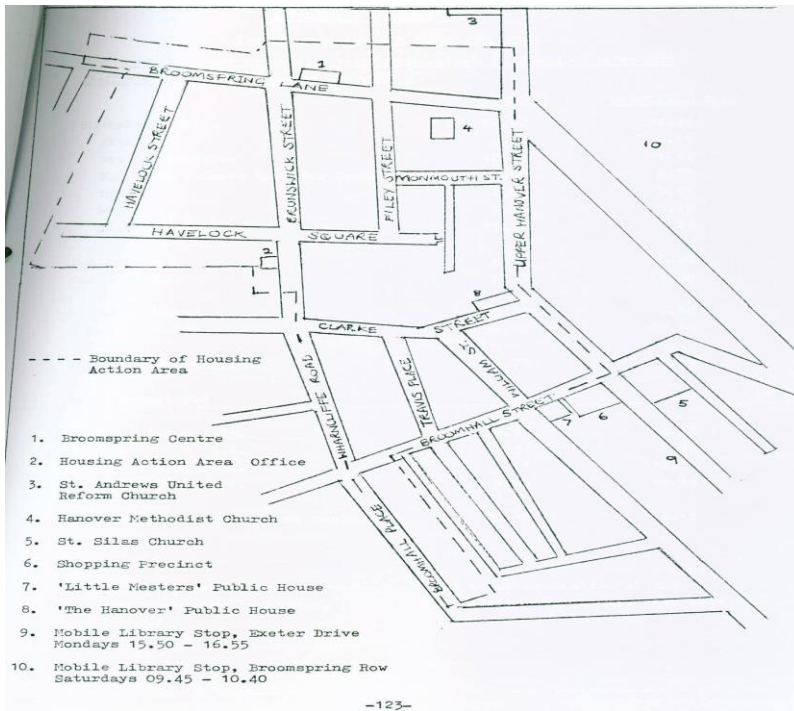 3
1
BROOMSPRING LANE
4
10
HAVELOCK STREET
BRUNSWICK STREET
FILEY STREET
MONMOUTH ST.
UPPER HANOVER STREET
HAVELOCK SQUARE
2
8
CLARKE STREET
WHARNCLIFFE ROAD
TRAVIS PLACE
WILLIAM ST.
BROOMHALL STREET
7
6
5
9
BROOMHALL PLACE
---- Boundary of Housing
Action Area
1. Broomspring Centre
2. Housing Action Area Office
3. St. Andrews United
Reform Church
4. Hanover Methodist Church
5. St. Silas Church
6. Shopping Precinct
7. 'Little Mesters' Public House
8. 'The Hanover' Public House
9. Mobile Library Stop, Exeter Drive
Mondays 15.50 - 16.55
10. Mobile Library Stop, Broomspring Row
Saturdays 09.45 - 10.40
-123-